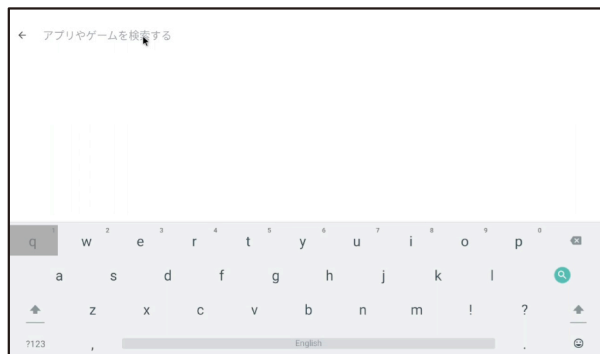 ← アプリやゲームを検索する
1 2 3 4 5 6 7 8 9 0
q w e r t y u i o p
a s d f g h j k l
z x c v b n m ! ?
?123 , English .